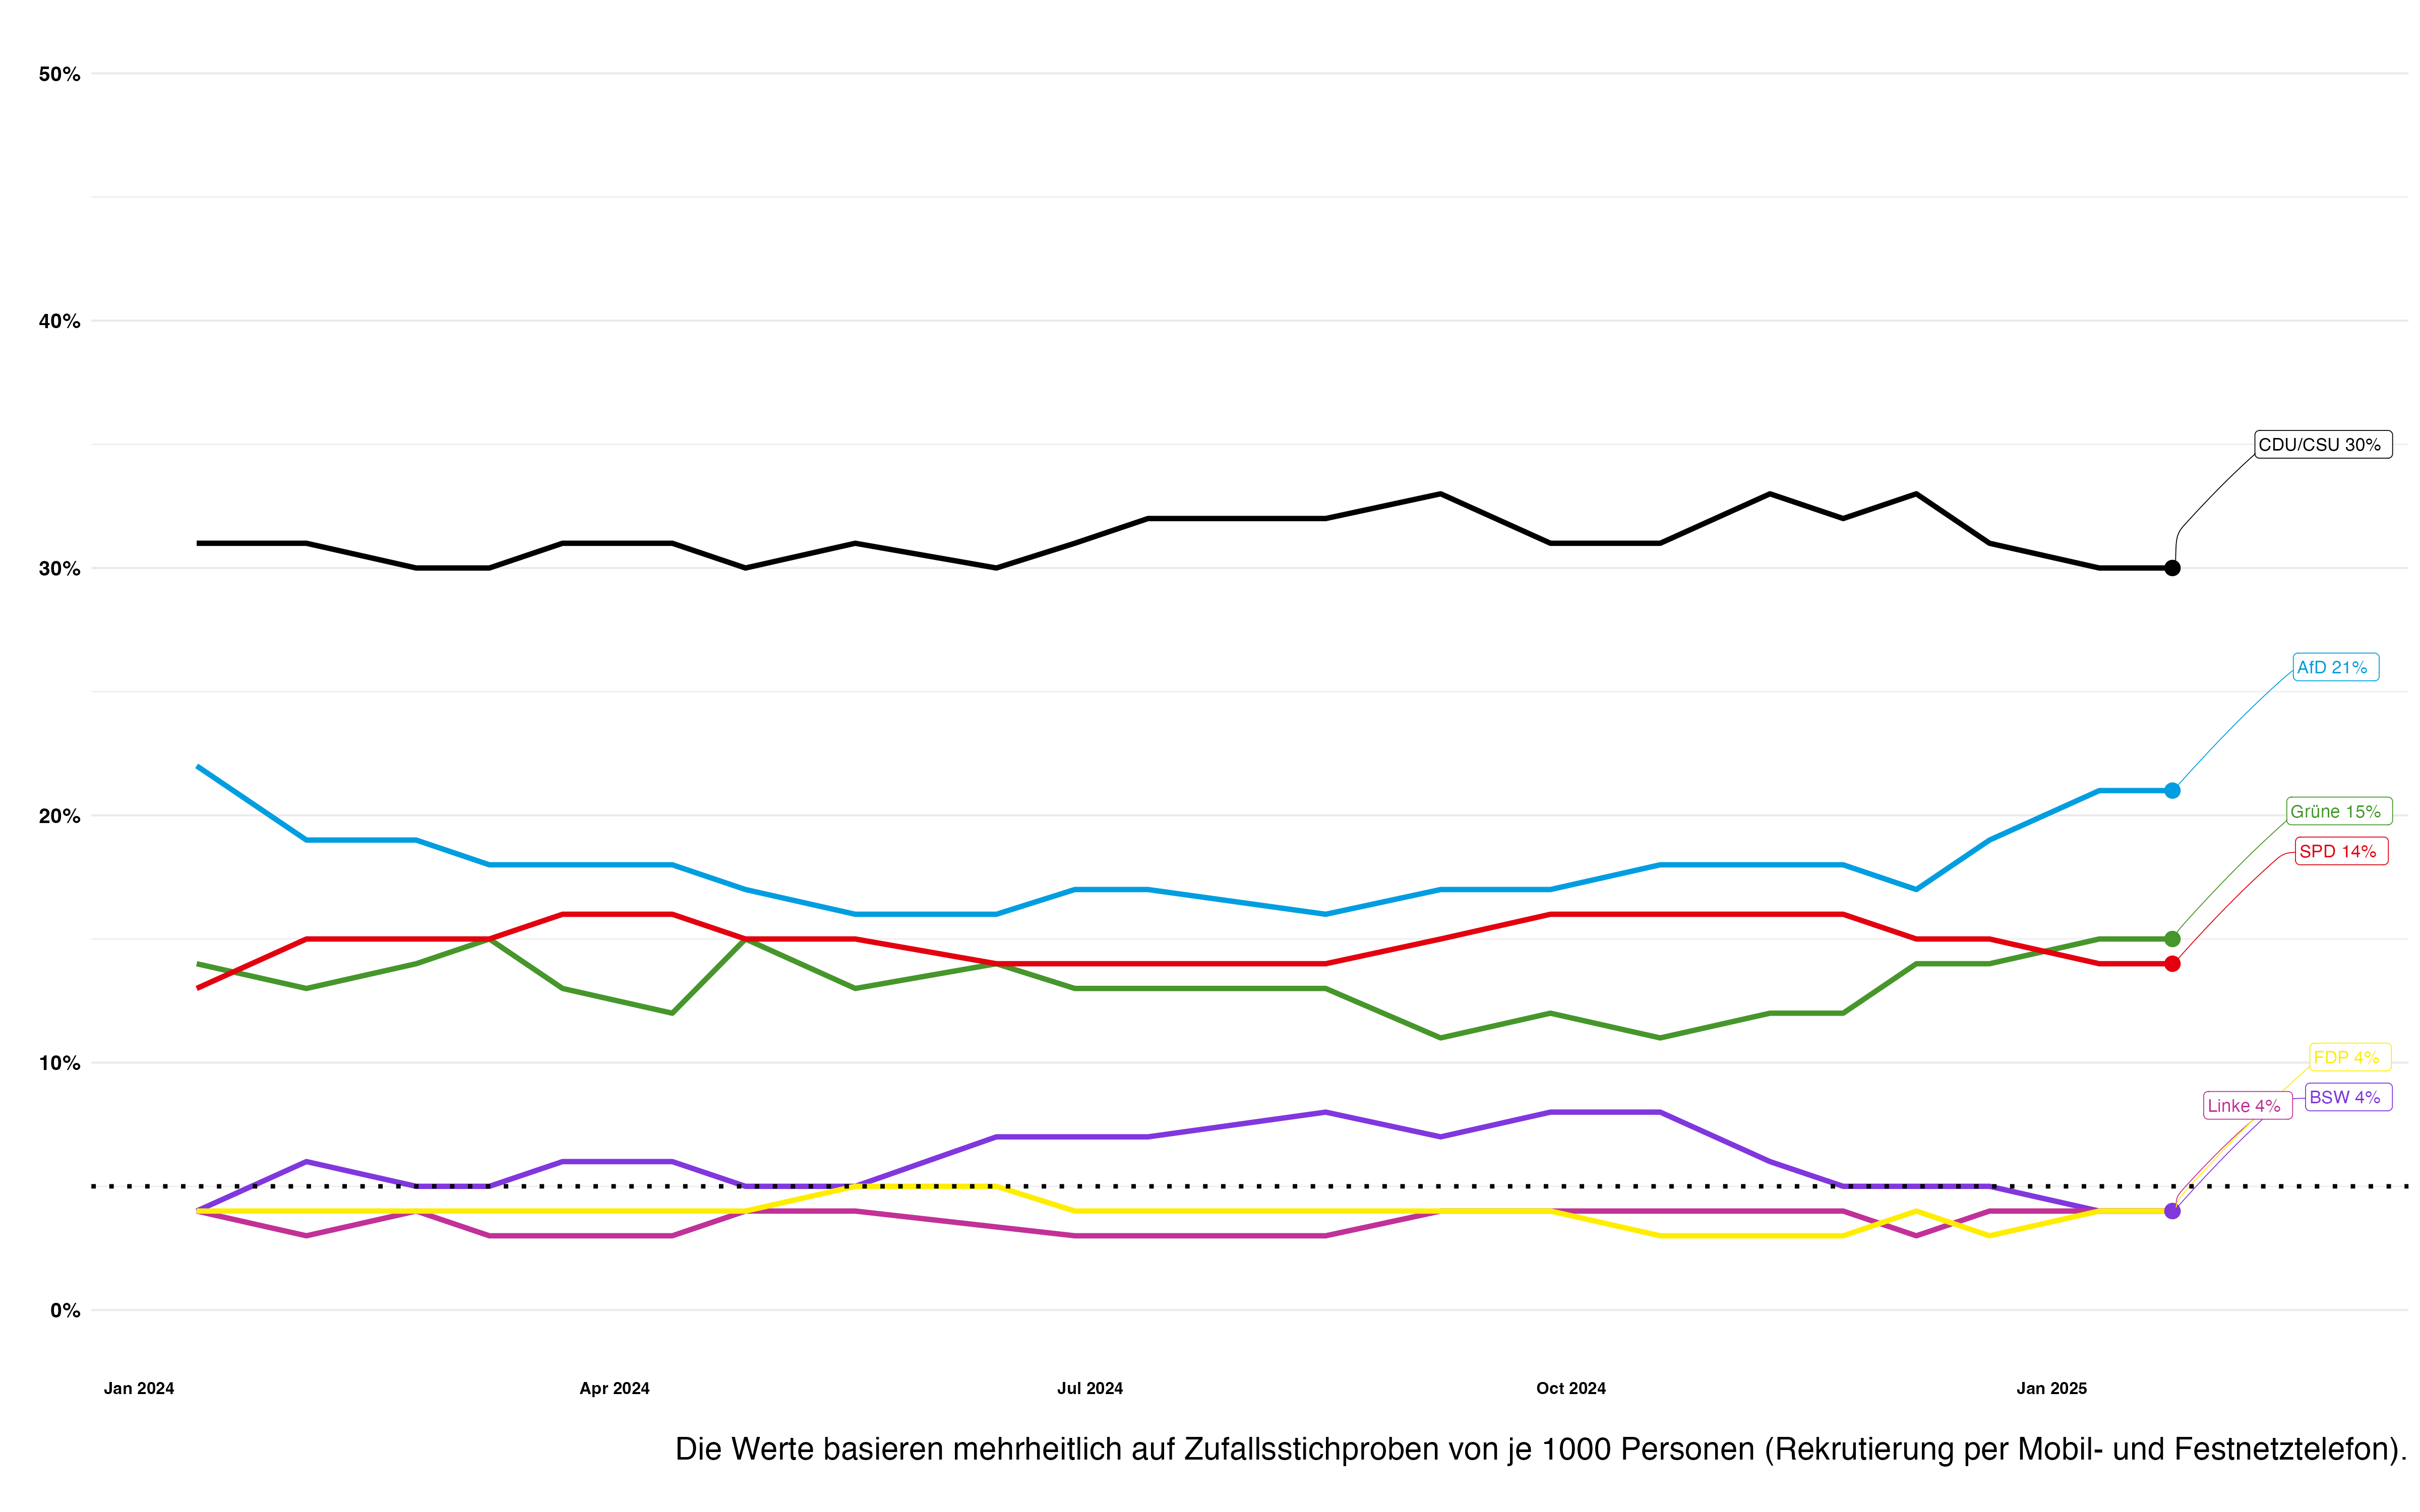 50%
40%
30%
20%
10%
0%
CDU/CSU 30%
AfD 21%
Grüne 15%
SPD 14%
FDP 4%
BSW 4%
Linke 4%
Jan 2024
Apr 2024
Jul 2024
Oct 2024
Jan 2025
Die Werte basieren mehrheitlich auf Zufallsstichproben von je 1000 Personen (Rekrutierung per Mobil- und Festnetztelefon).